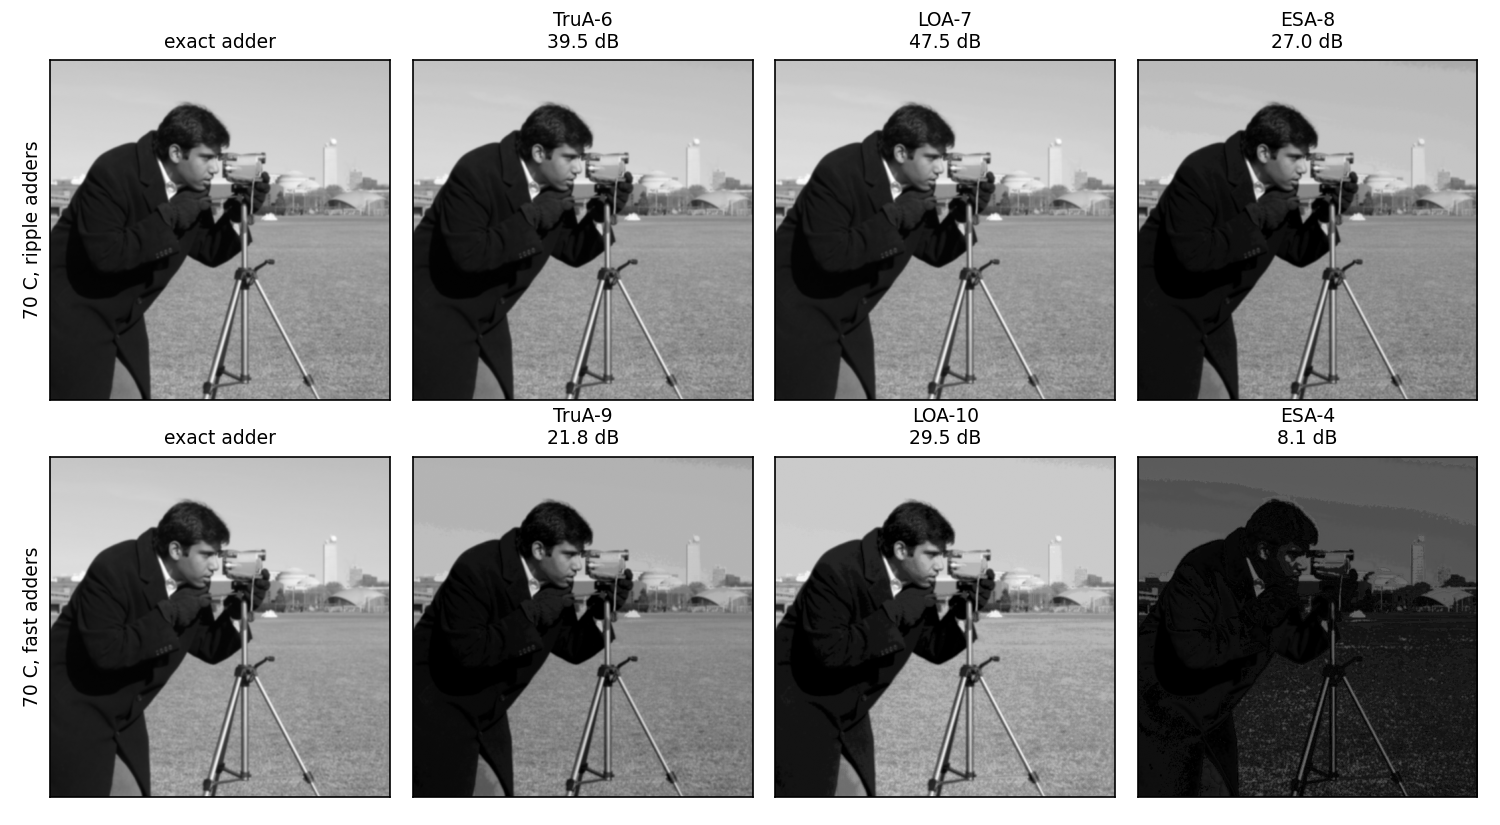 exact adder
TruA-6
39.5 dB
LOA-7
47.5 dB
ESA-8
27.0 dB
70 C, ripple adders
exact adder
TruA-9
21.8 dB
LOA-10
29.5 dB
ESA-4
8.1 dB
70 C, fast adders